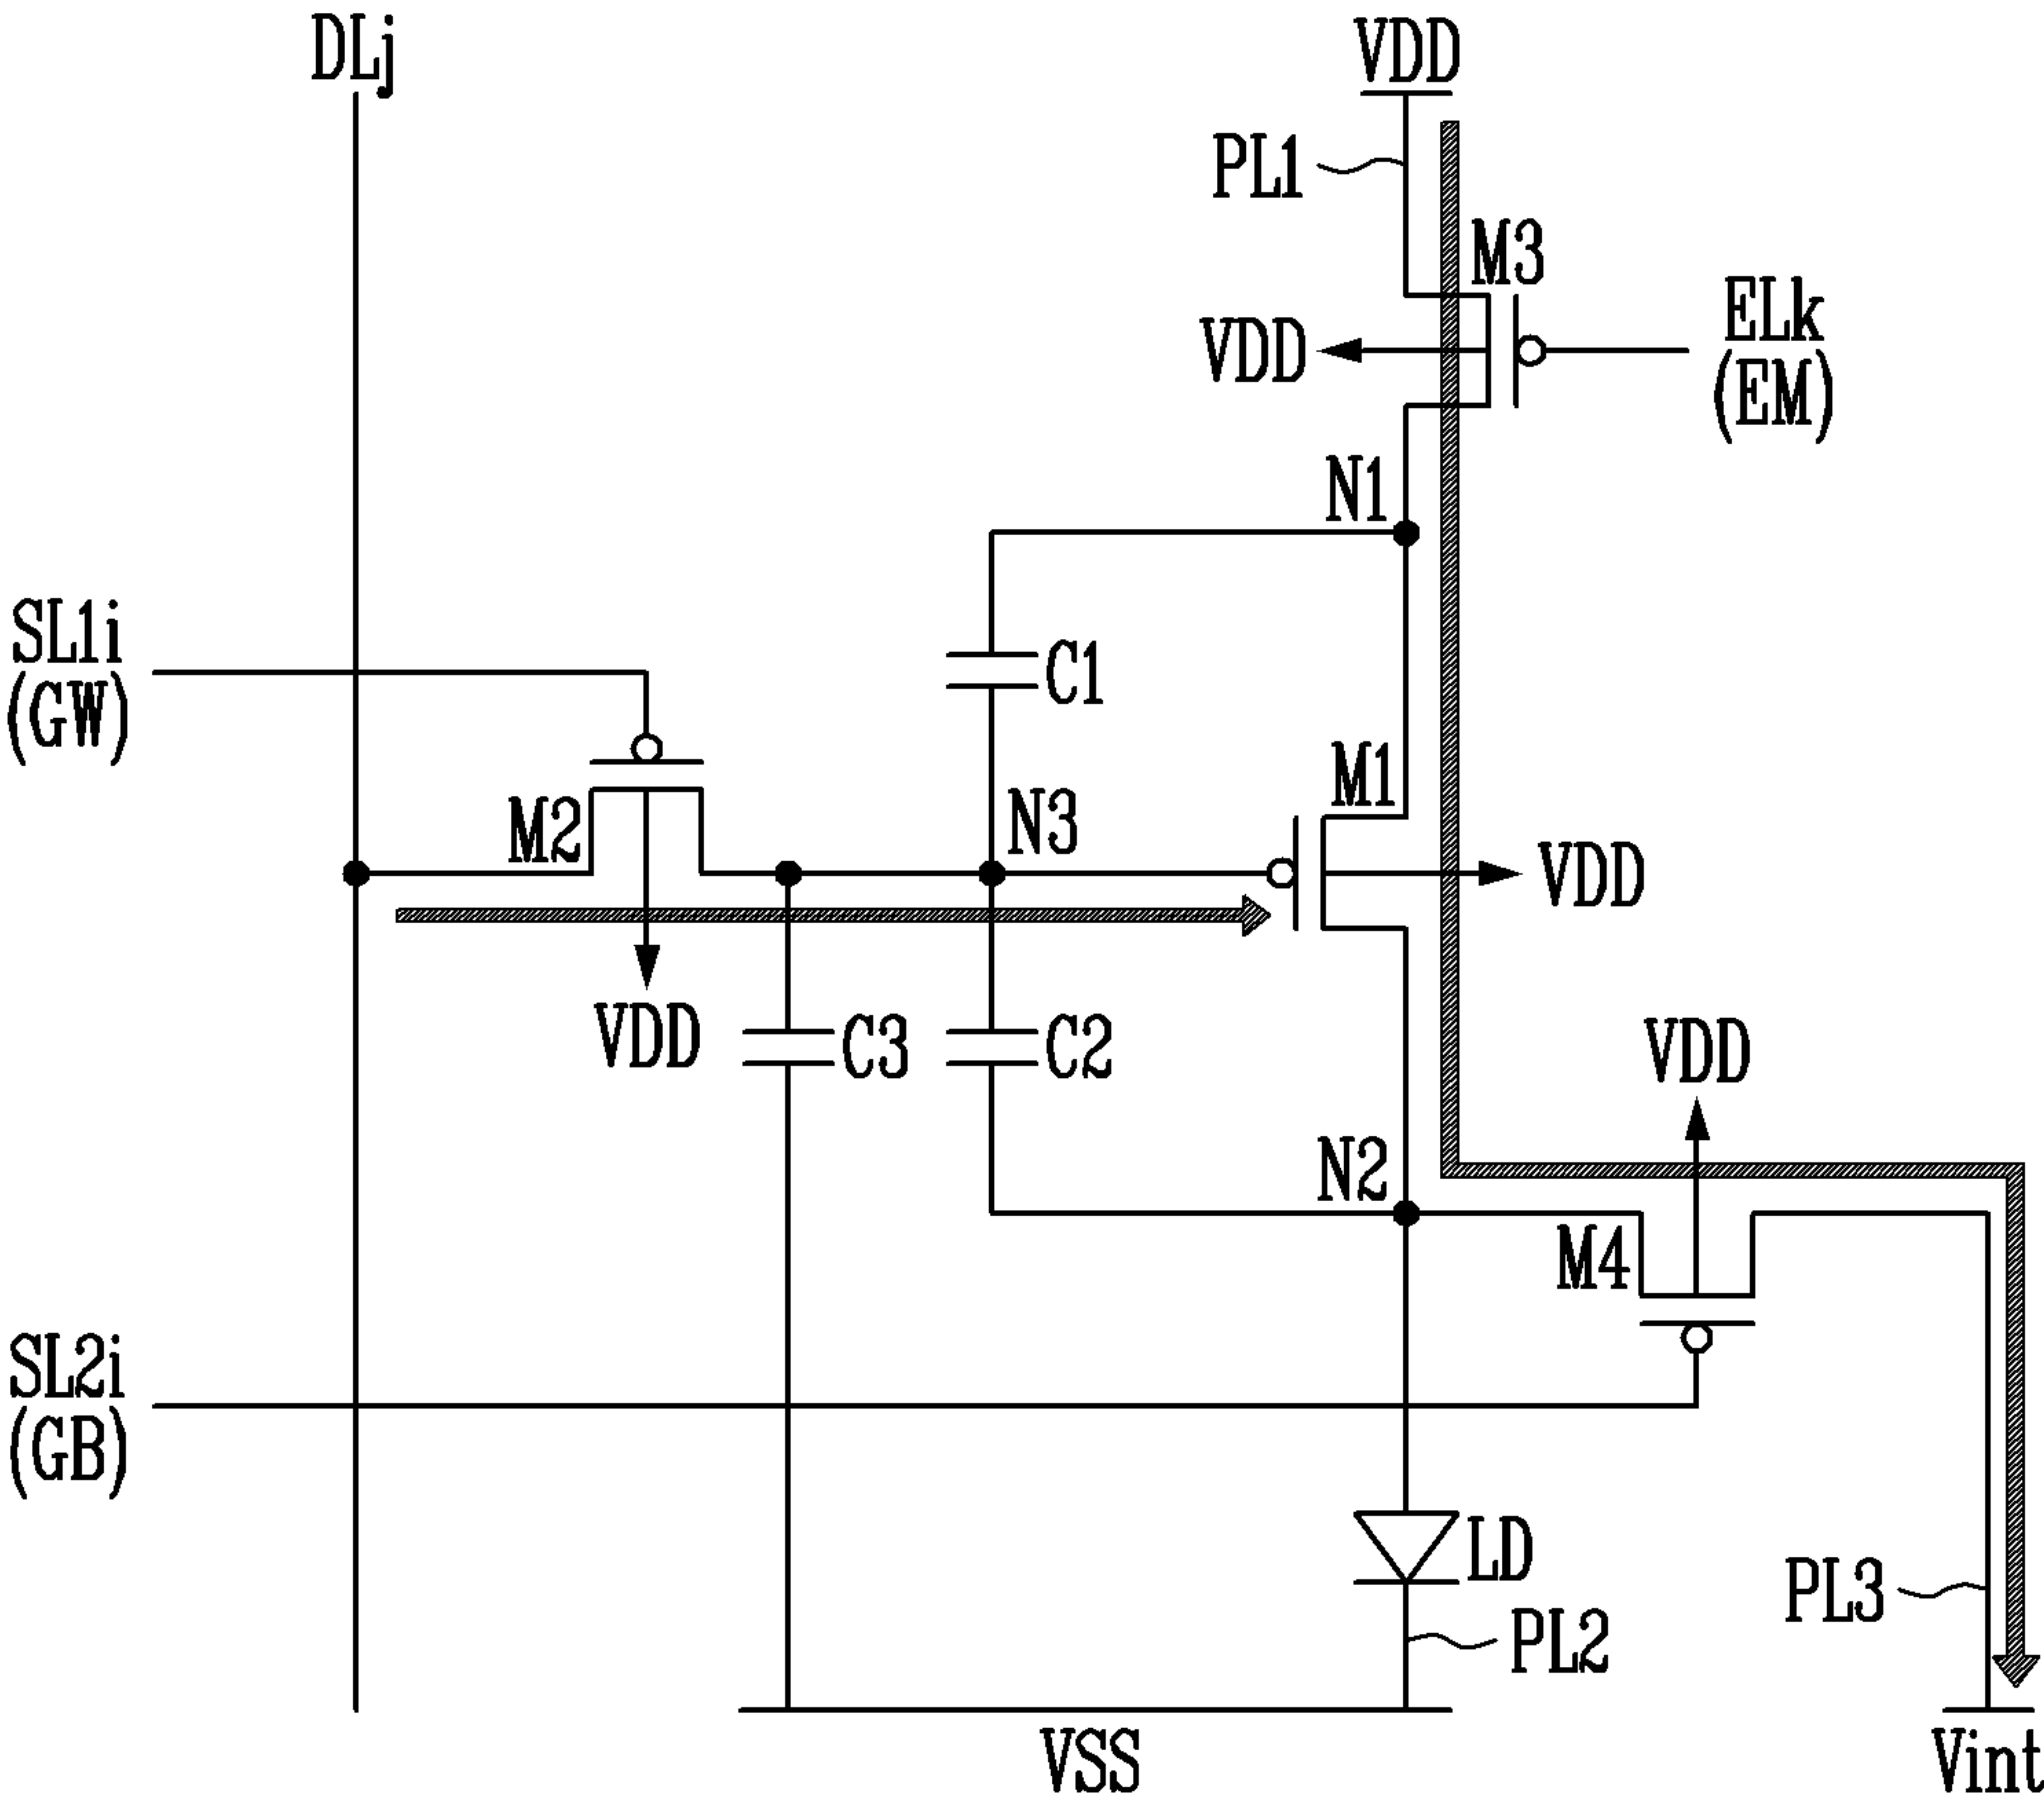 DLj
VDD
PL1
M3
VDD
ELk
(EM)
N1
SL1i
(GW)
C1
M1
M2
N3
VDD
VDD
C3
C2
VDD
N2
M4
SL2i
(GB)
LD
PL3
PL2
VSS
Vint